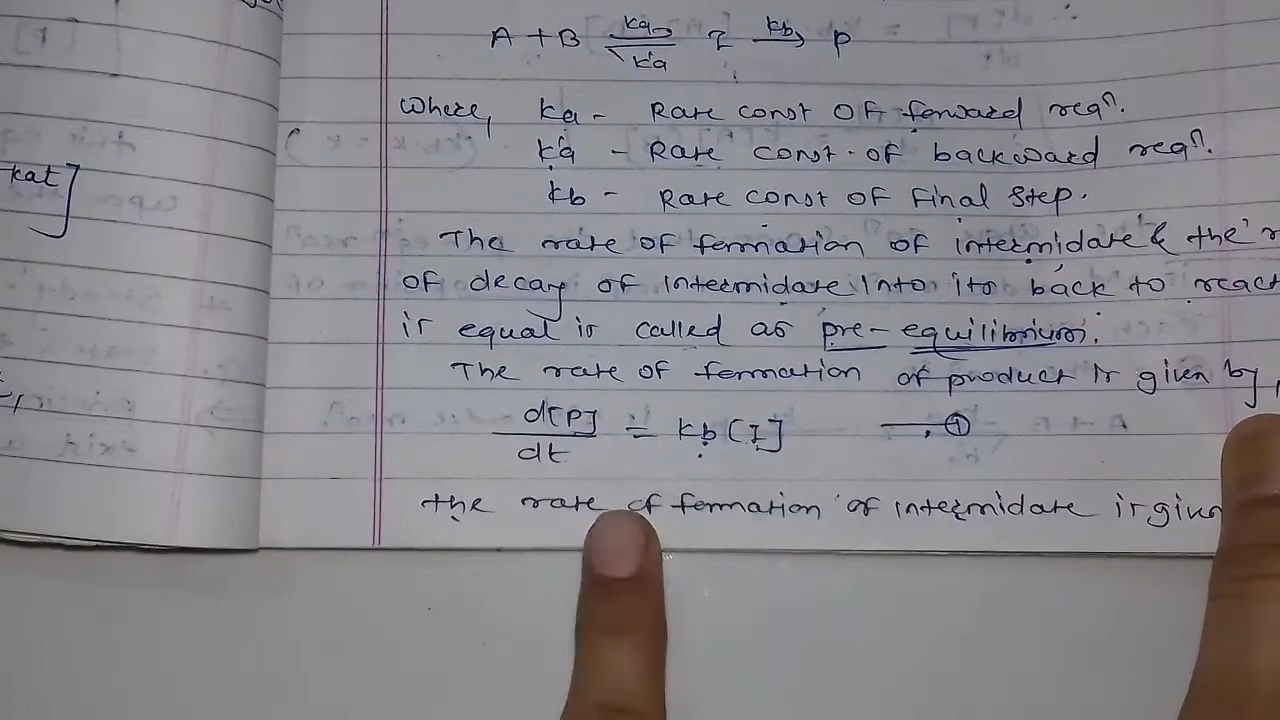 kat]
A + B ka ⇌ k'a I kb → P
Where, ka - Rate const of forward reaⁿ.
k'a - Rate const. of backward reaⁿ.
kb - Rate const of Final Step.
The rate of formation of intermidate & the
of decay of intermidate into its back to react
is equal is called as pre-equilibrium.
The rate of formation of product is given by,
d[P]/dt = kb[I] → ①
the rate of formation of intermidate is given